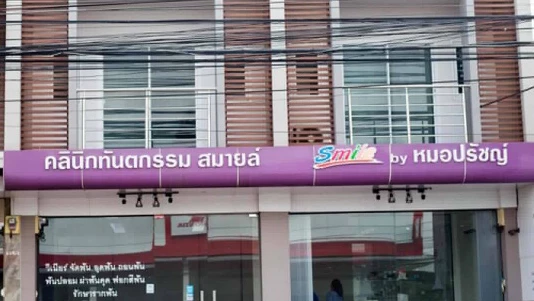 คลินิกทันตกรรม สมายล์ Smile by หมอปรัชญ์
วีเนียร์ จัดฟัน อุดฟัน ถอนฟัน
ฟันปลอม ผ่าฟันคุด ฟอกสีฟัน
รักษารากฟัน